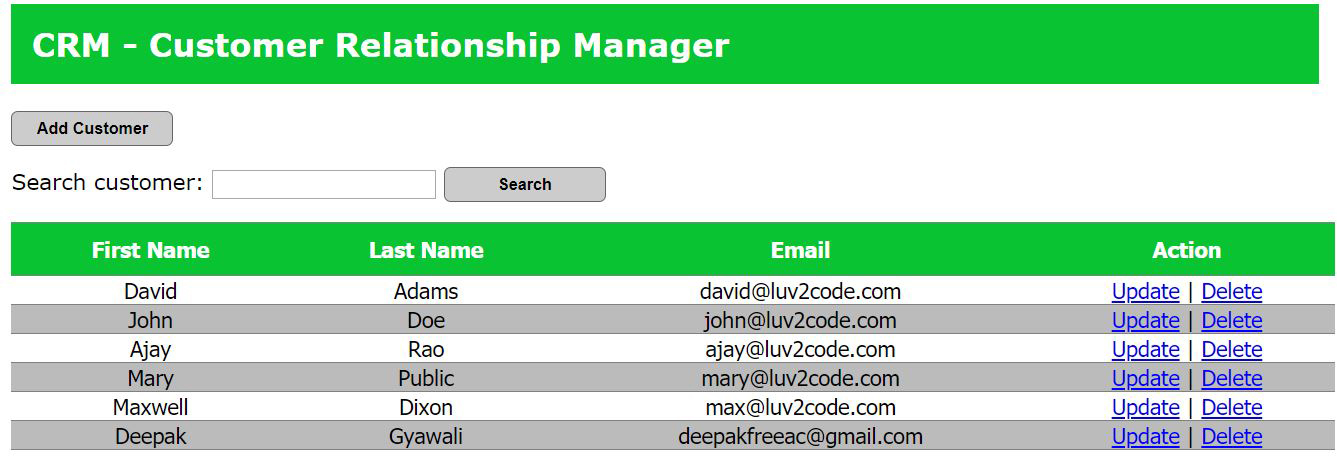 CRM - Customer Relationship Manager
Add Customer
Search customer: Search
First Name Last Name Email Action
David Adams david@luv2code.com Update | Delete
John Doe john@luv2code.com Update | Delete
Ajay Rao ajay@luv2code.com Update | Delete
Mary Public mary@luv2code.com Update | Delete
Maxwell Dixon max@luv2code.com Update | Delete
Deepak Gyawali deepakfreeac@gmail.com Update | Delete